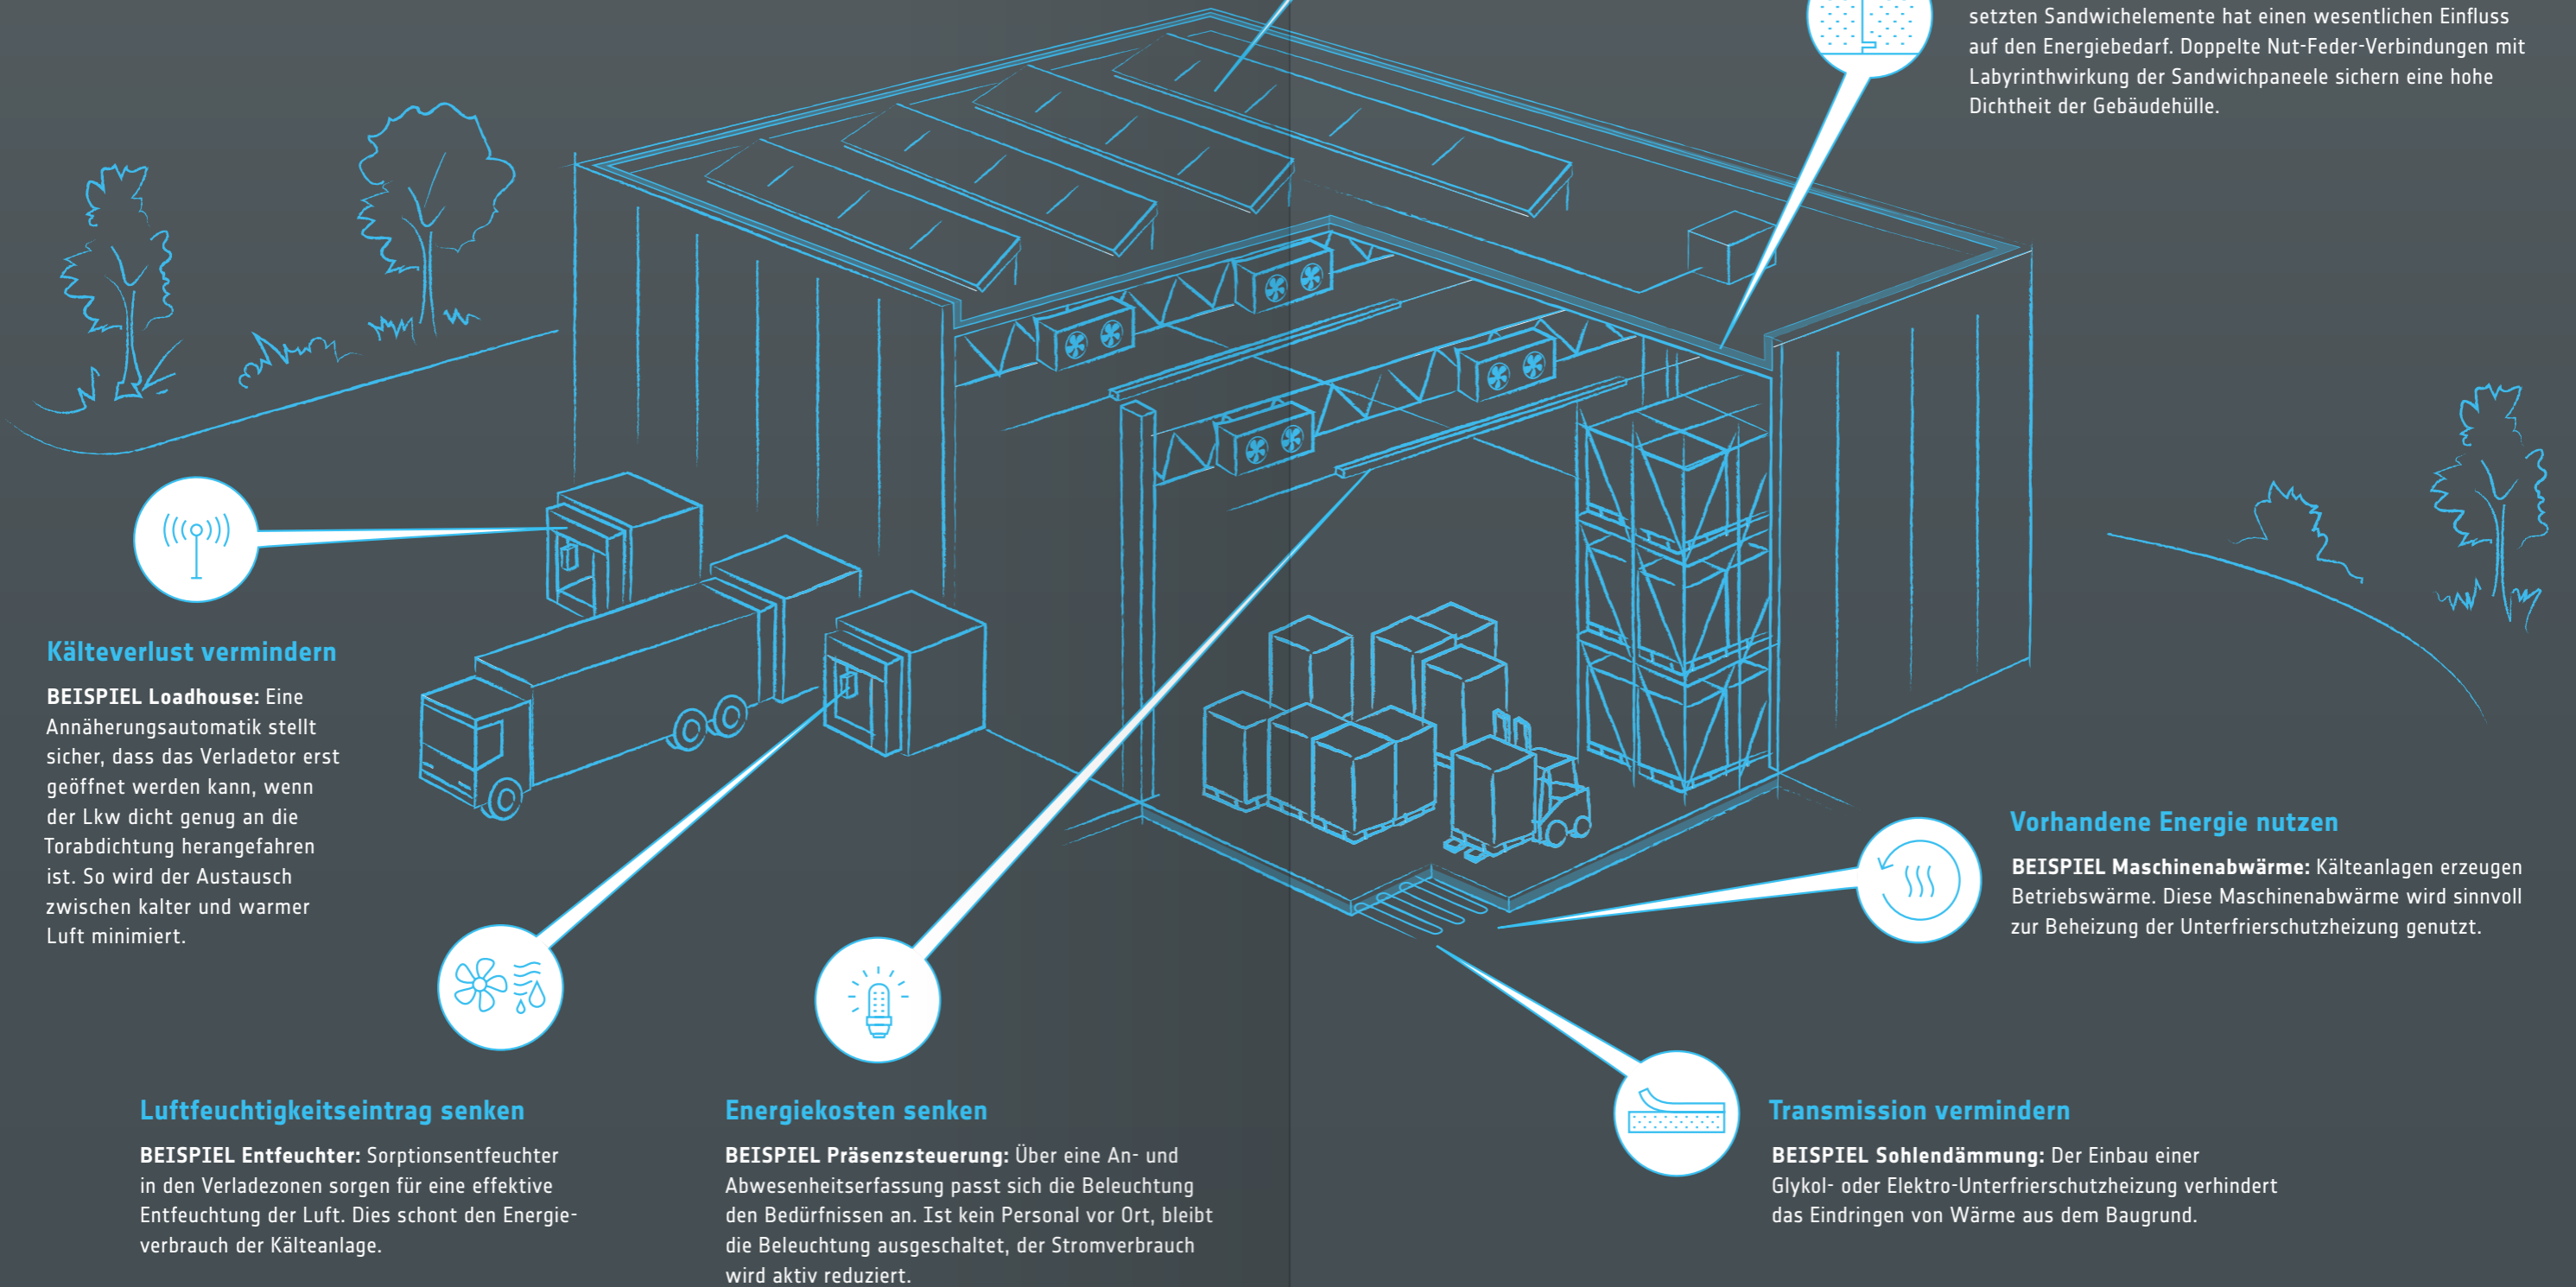 setzten Sandwichelemente hat einen wesentlichen Einfluss
auf den Energiebedarf. Doppelte Nut-Feder-Verbindungen mit
Labyrinthwirkung der Sandwichpaneele sichern eine hohe
Dichtheit der Gebäudehülle.
Kälteverlust vermindern
BEISPIEL Loadhouse: Eine
Annäherungsautomatik stellt
sicher, dass das Verladetor erst
geöffnet werden kann, wenn
der Lkw dicht genug an die
Torabdichtung herangefahren
ist. So wird der Austausch
zwischen kalter und warmer
Luft minimiert.
Vorhandene Energie nutzen
BEISPIEL Maschinenabwärme: Kälteanlagen erzeugen
Betriebswärme. Diese Maschinenabwärme wird sinnvoll
zur Beheizung der Unterfrierschutzheizung genutzt.
Luftfeuchtigkeitseintrag senken
BEISPIEL Entfeuchter: Sorptionsentfeuchter
in den Verladezonen sorgen für eine effektive
Entfeuchtung der Luft. Dies schont den Energie-
verbrauch der Kälteanlage.
Energiekosten senken
BEISPIEL Präsenzsteuerung: Über eine An- und
Abwesenheitserfassung passt sich die Beleuchtung
den Bedürfnissen an. Ist kein Personal vor Ort, bleibt
die Beleuchtung ausgeschaltet, der Stromverbrauch
wird aktiv reduziert.
Transmission vermindern
BEISPIEL Sohlendämmung: Der Einbau einer
Glykol- oder Elektro-Unterfrierschutzheizung verhindert
das Eindringen von Wärme aus dem Baugrund.